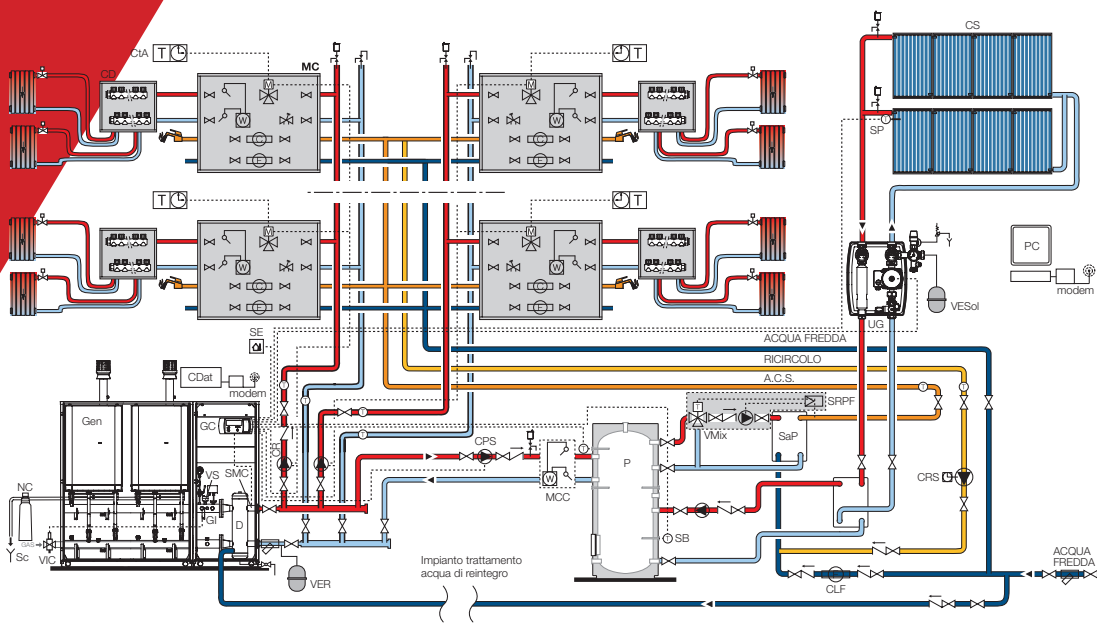 CS
CtA
T
T
CD
MC
M
M
W
W
C
C
F
F
SP
T
T
T
M
M
W
W
C
C
PC
modem
UG
VESol
SE
ACQUA FREDDA
RICIRCOLO
A.C.S.
CDat
modem
T
T
T
SRPF
Gen
GC
T
VMix
SaP
CR
CPS
T
P
CRS
SMC
VS
W
MCC
NC
GI
D
T SB
GAS
Sc
VIC
VER
Impianto trattamento
acqua di reintegro
ACQUA
FREDDA
CLF